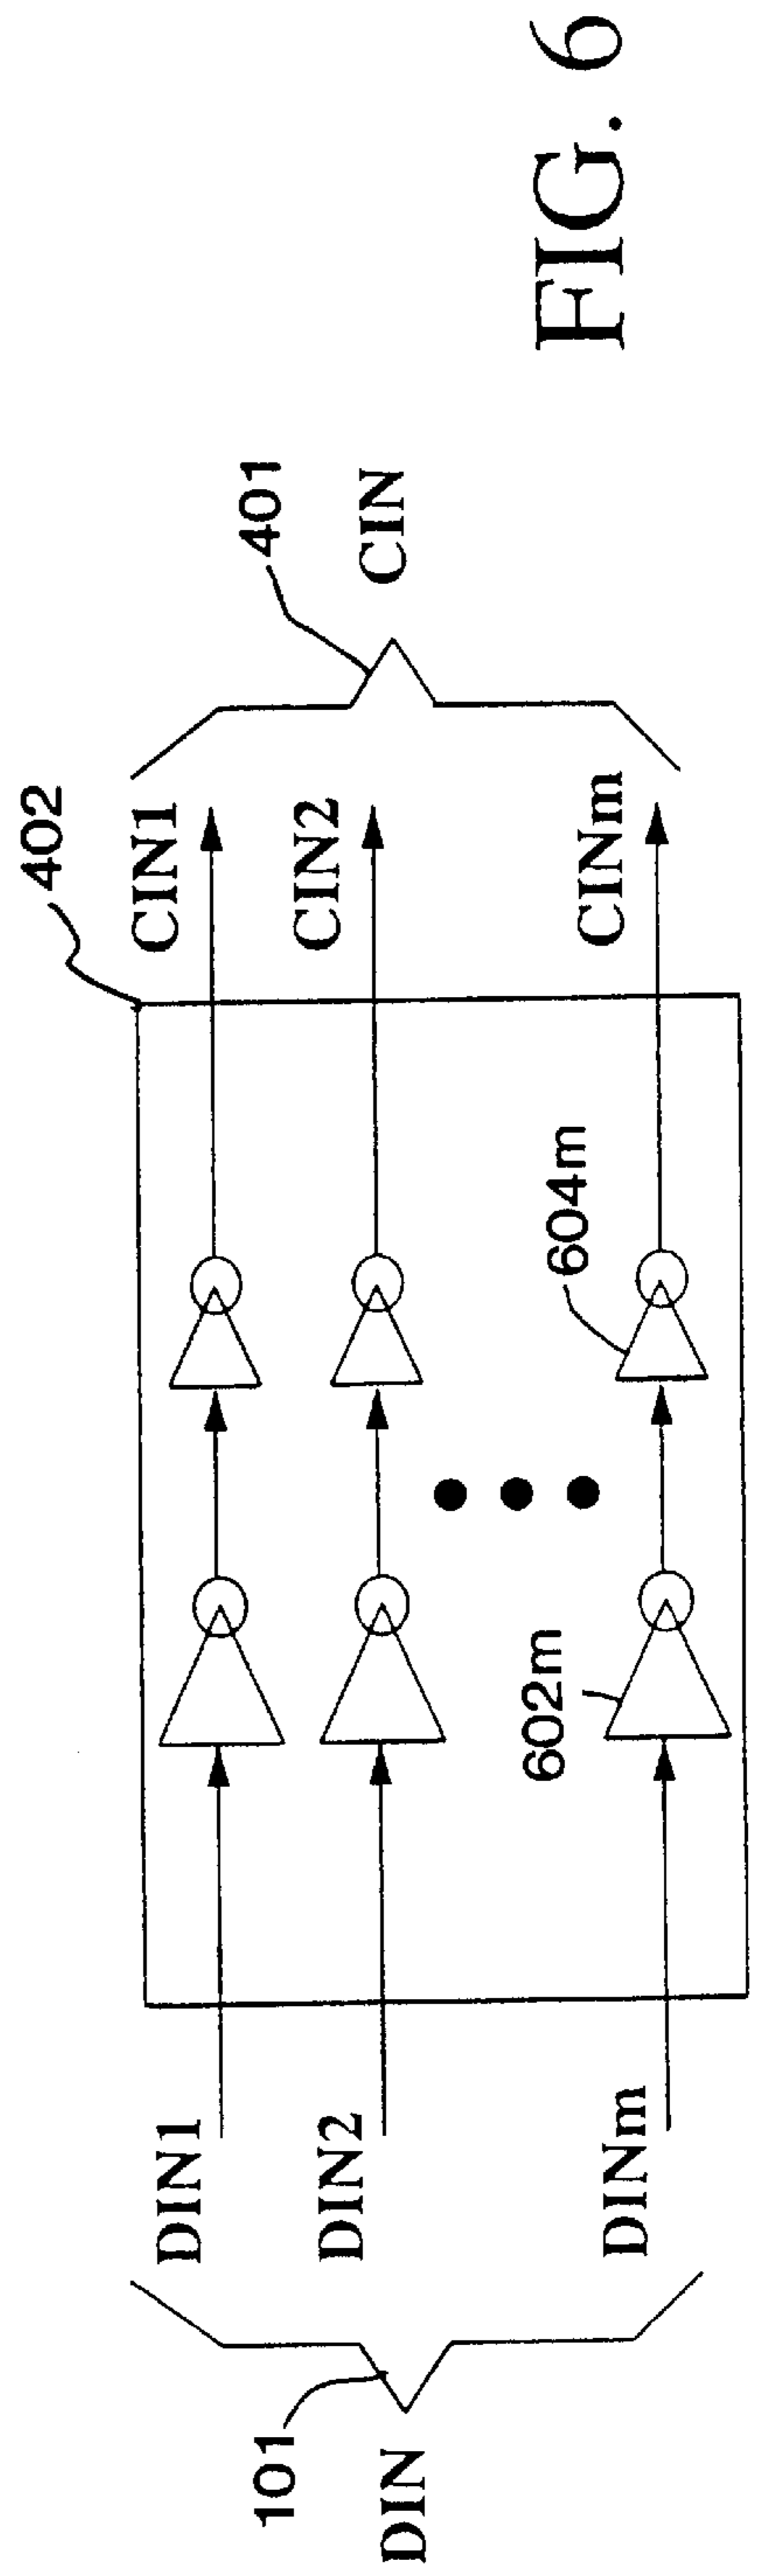 402
401
CIN1
CIN2
CINm
CIN
604m
602m
DIN1
DIN2
DINm
101
DIN
FIG. 6